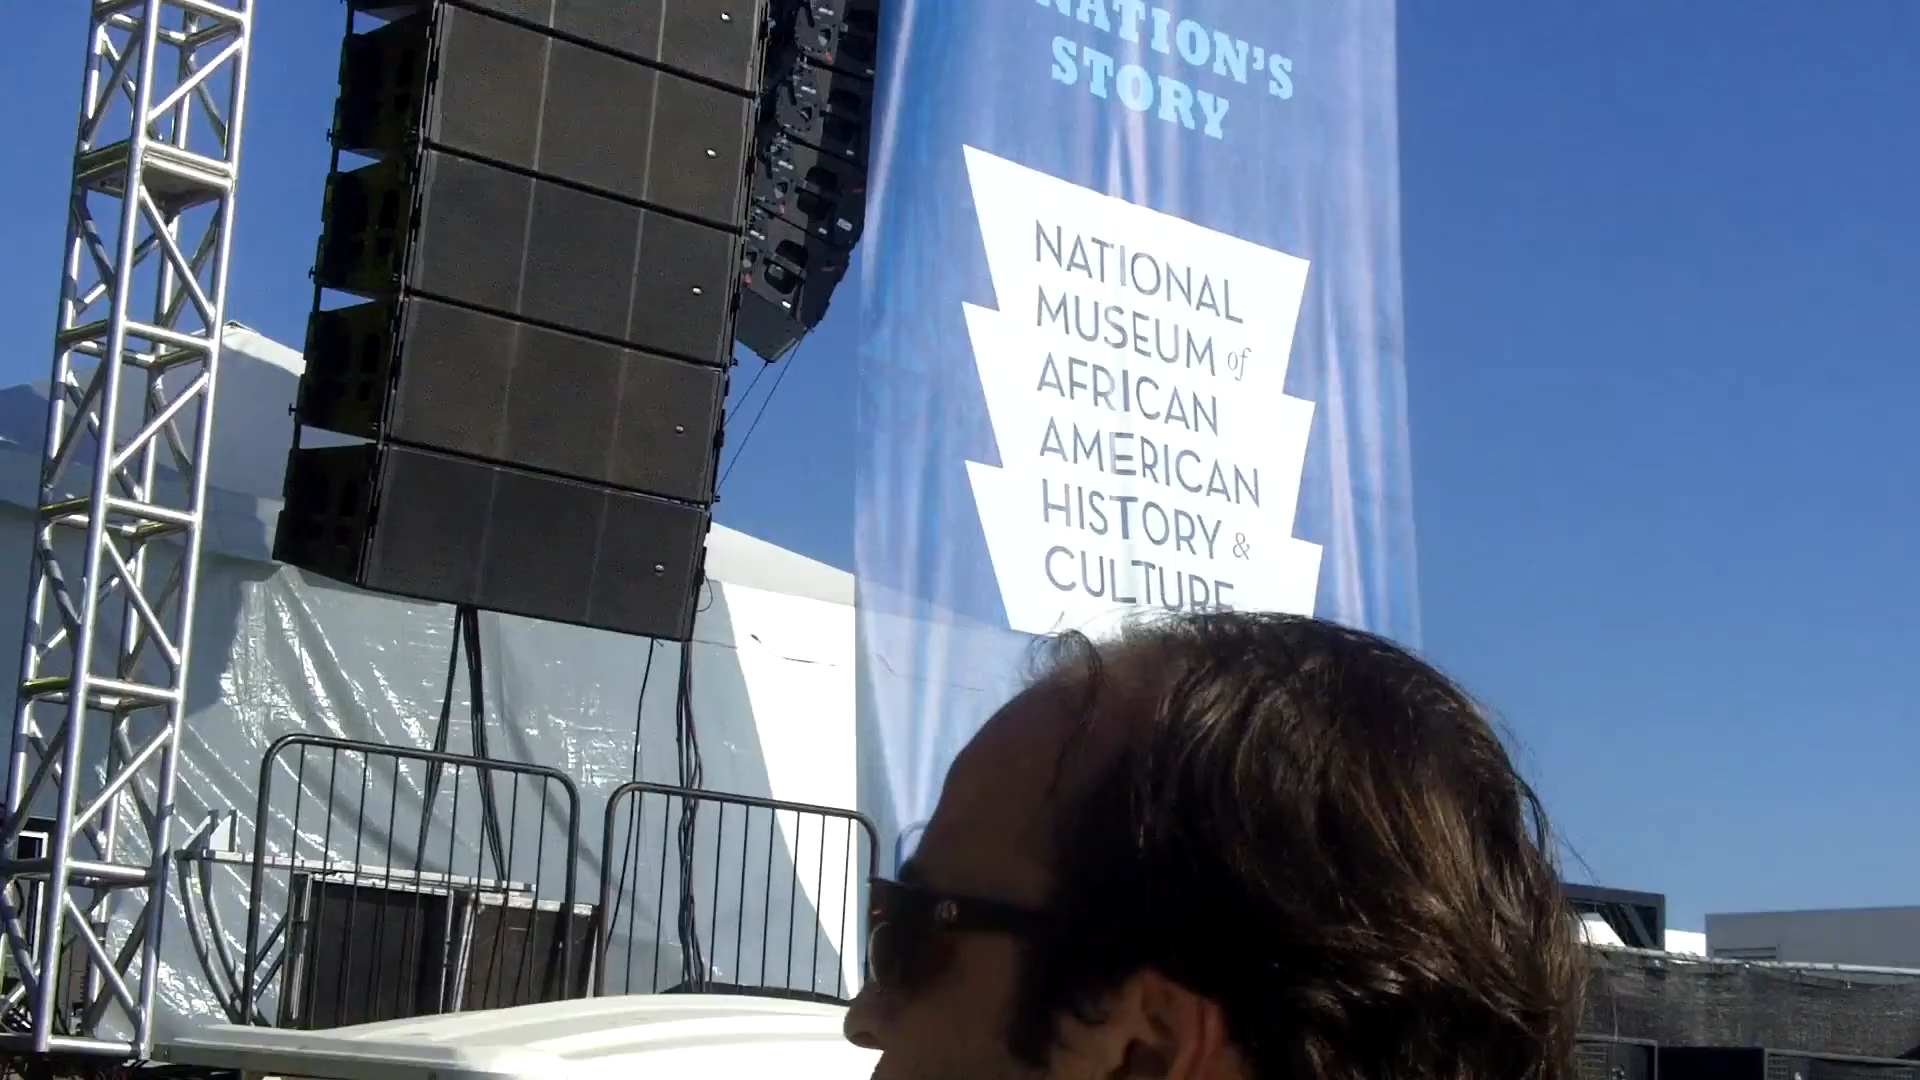 NATION'S
STORY
NATIONAL
MUSEUM of
AFRICAN
AMERICAN
HISTORY &
CULTURE